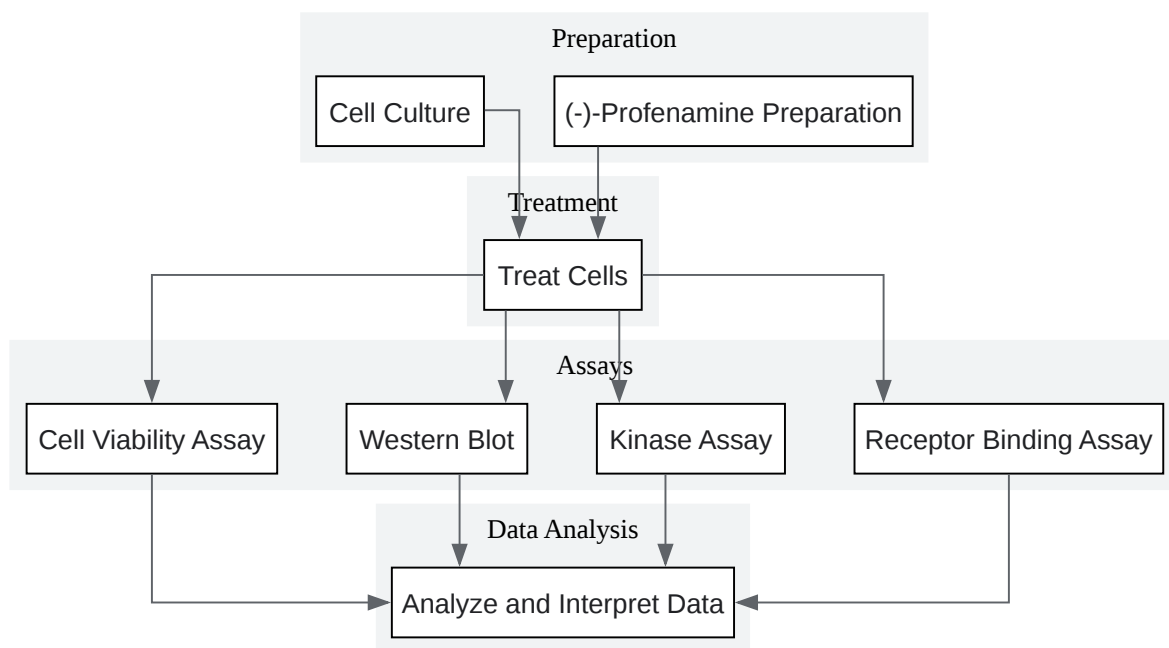 Preparation
Cell Culture
(-)-Profenamine Preparation
Treatment
Treat Cells
Assays
Cell Viability Assay
Western Blot
Kinase Assay
Receptor Binding Assay
Data Analysis
Analyze and Interpret Data